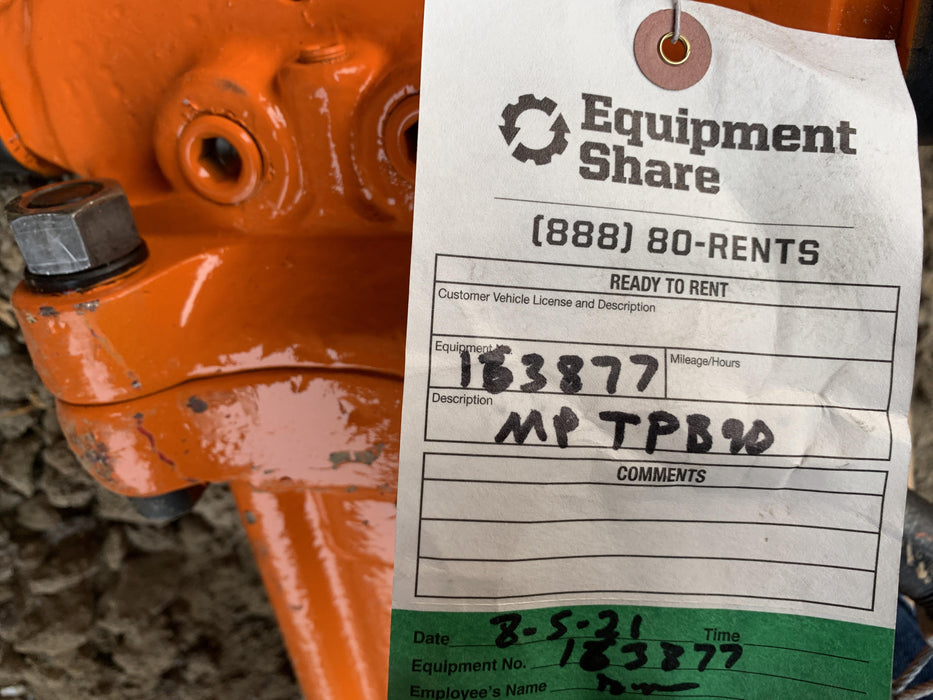 Equipment
Share
(888) 80-RENTS
READY TO RENT
Customer Vehicle License and Description
Equipment
183877
Mileage/Hours
Description
MP TPB90
COMMENTS
Date 8-5-21 Time
Equipment No. 183877
Employee's Name